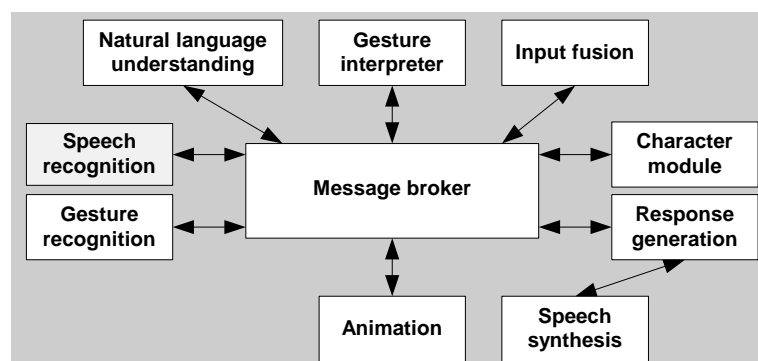 Natural language
understanding
Gesture
interpreter
Input fusion
Speech
recognition
Message broker
Character
module
Gesture
recognition
Response
generation
Animation
Speech
synthesis